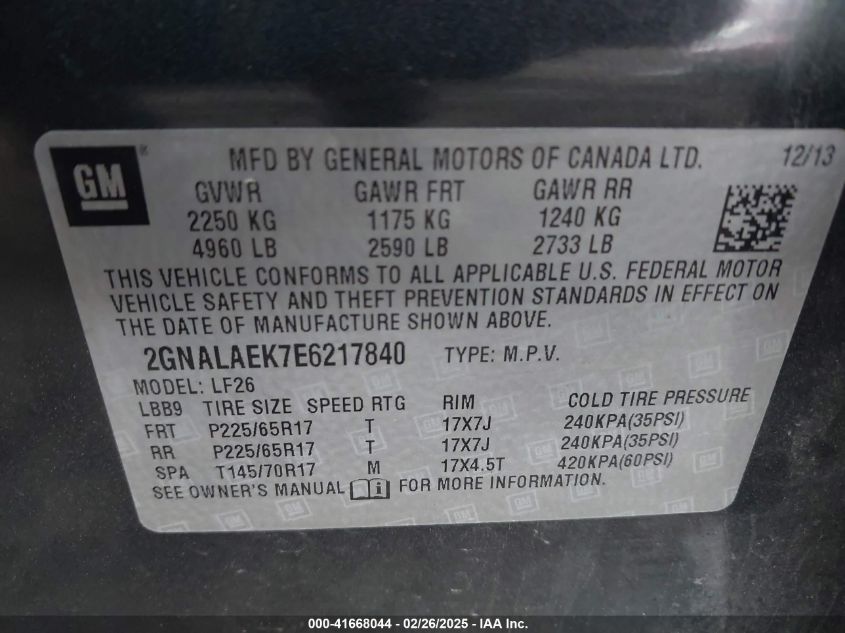 GM ® MFD BY GENERAL MOTORS OF CANADA LTD. 12/13
GVWR GAWR FRT GAWR RR
2250 KG 1175 KG 1240 KG
4960 LB 2590 LB 2733 LB
THIS VEHICLE CONFORMS TO ALL APPLICABLE U.S. FEDERAL MOTOR
VEHICLE SAFETY AND THEFT PREVENTION STANDARDS IN EFFECT ON
THE DATE OF MANUFACTURE SHOWN ABOVE.
2GNALAEK7E6217840 TYPE: M.P.V.
MODEL: LF26
LBB9 TIRE SIZE SPEED RTG RIM COLD TIRE PRESSURE
FRT P225/65R17 T 17X7J 240KPA(35PSI)
RR P225/65R17 T 17X7J 240KPA(35PSI)
SPA T145/70R17 M 17X4.5T 420KPA(60PSI)
SEE OWNER'S MANUAL i FOR MORE INFORMATION.
000-41668044 / 02/26/2025 - © IAA Inc.